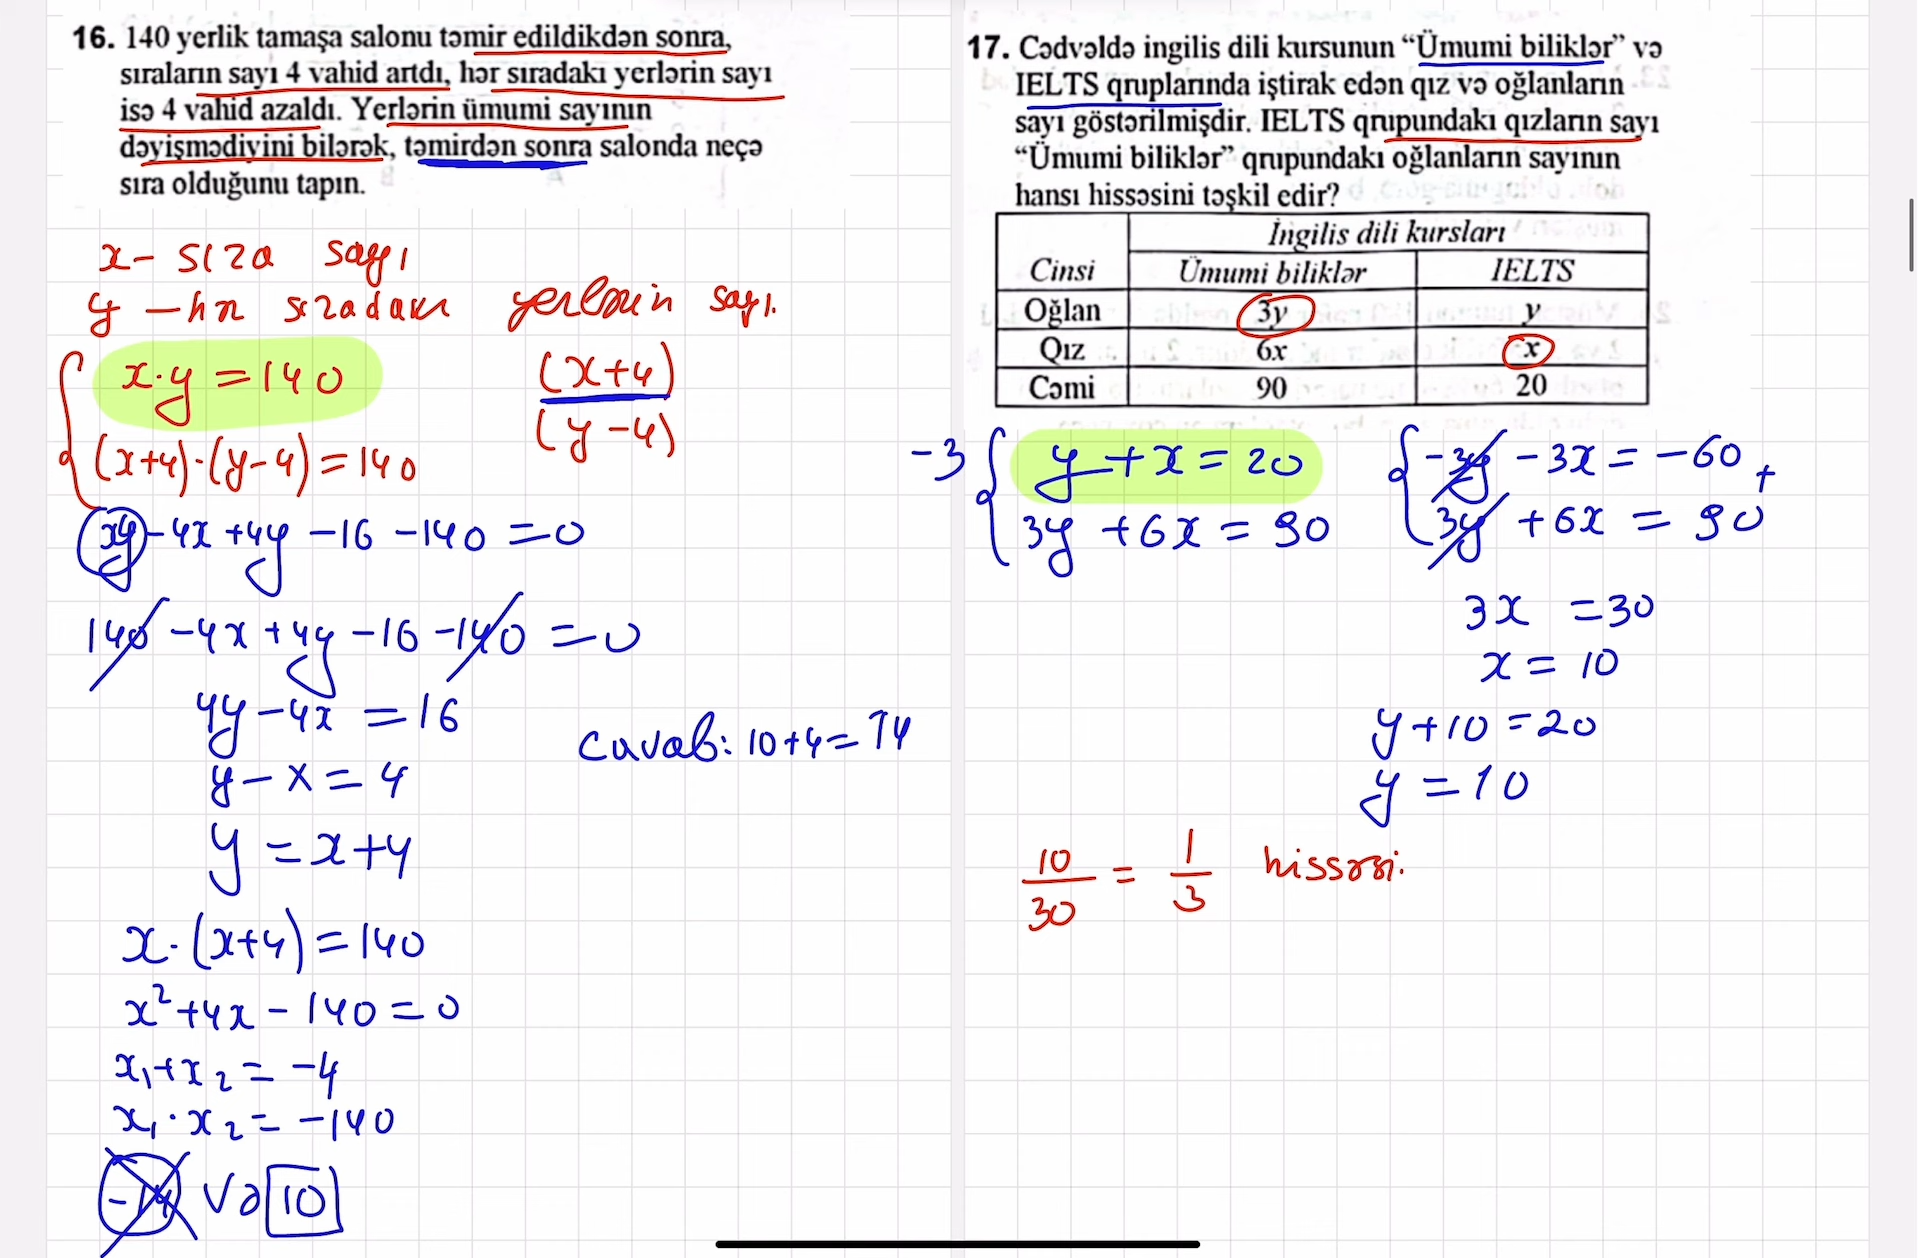 16. 140 yerlik tamaşa salonu təmir edildikdən sonra,
sıraların sayı 4 vahid artdı, hər sıradakı yerlərin sayı
isə 4 vahid azaldı. Yerlərin ümumi sayının
dəyişmədiyini bilərək, təmirdən sonra salonda neçə
sıra olduğunu tapın.
x - sıra sayı
y - hər sıradakı yerlərin sayı.
x·y = 140
(x+4)
(x+4)·(y-4) = 140
(y-4)
xy - 4x + 4y - 16 - 140 = 0
140 - 4x + 4y - 16 - 140 = 0
4y - 4x = 16
y - x = 4
cavab: 10+4 = 14
y = x+4
x·(x+4) = 140
x² + 4x - 140 = 0
x₁ + x₂ = -4
x₁ · x₂ = -140
-14 və 10
17. Cədvəldə ingilis dili kursunun “Ümumi biliklər” və
IELTS qruplarında iştirak edən qız və oğlanların
sayı göstərilmişdir. IELTS qrupundakı qızların sayı
“Ümumi biliklər” qrupundakı oğlanların sayının
hansı hissəsini təşkil edir?
Cinsi İngilis dili kursları
Ümumi biliklər IELTS
Oğlan 3y y
Qız 6x x
Cəmi 90 20
-3 y + x = 20
3y + 6x = 90
-3y - 3x = -60 +
3y + 6x = 90
3x = 30
x = 10
y + 10 = 20
y = 10
10/30 = 1/3 hissəsi.